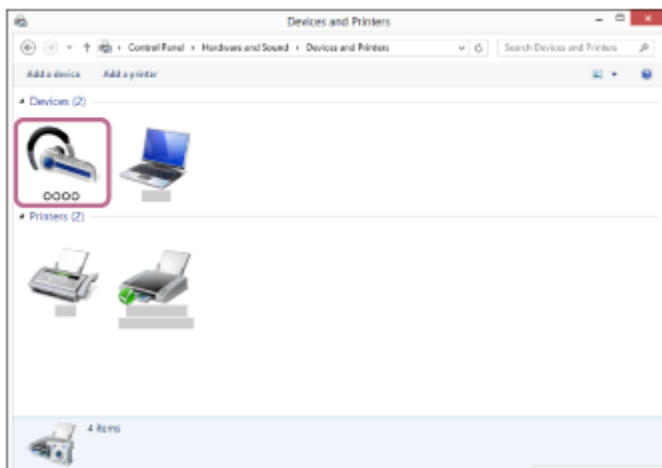 Devices and Printers
Control Panel › Hardware and Sound › Devices and Printers
Search Devices and Printers
Add a device Add a printer
Devices (2)
OOOO
Printers (2)
4 items